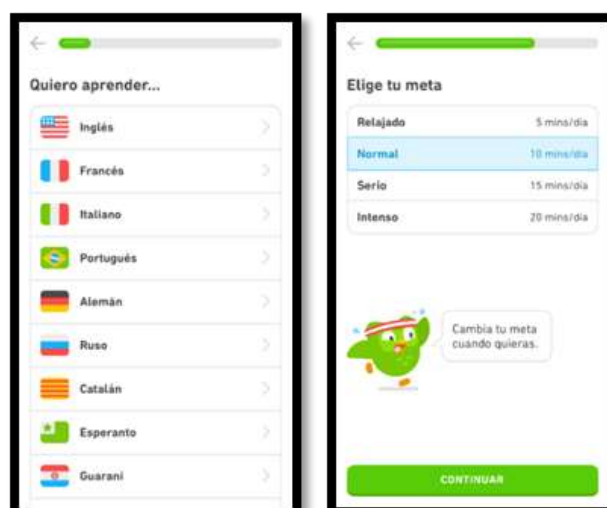 Quiero aprender...
Inglés
Francés
Italiano
Portugués
Alemán
Ruso
Catalán
Esperanto
Guaraní
Elige tu meta
Relajado 5 mins/día
Normal 10 mins/día
Serio 15 mins/día
Intenso 20 mins/día
Cambia tu meta
cuando quieras.
CONTINUAR